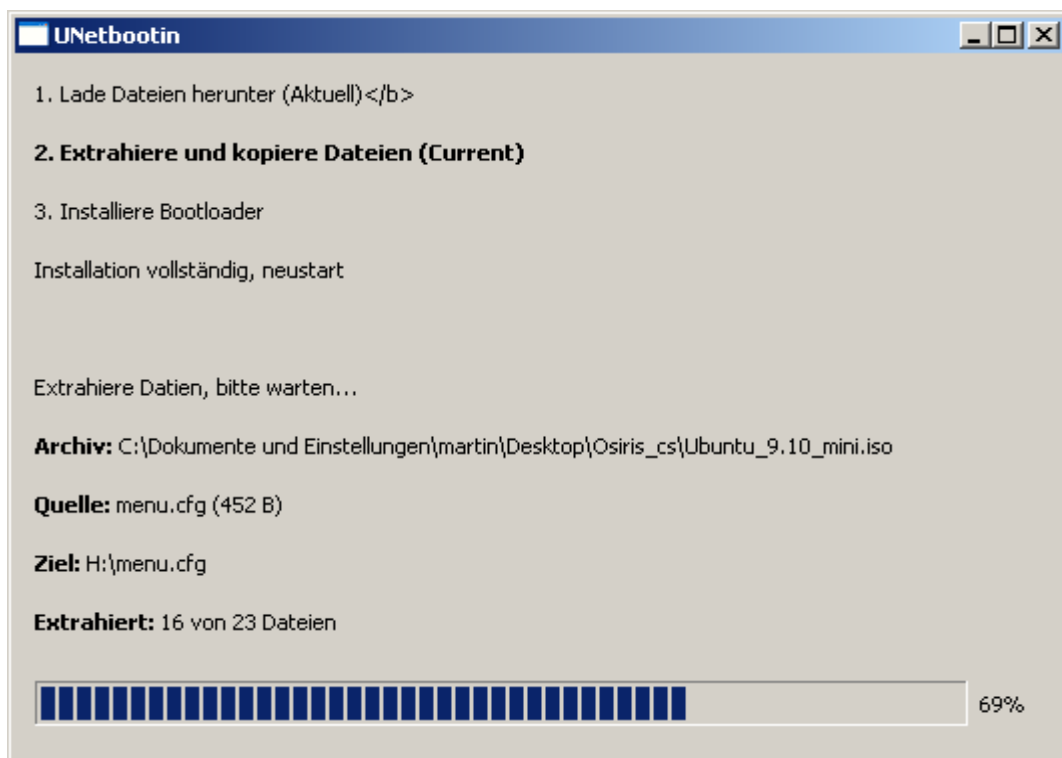 UNetbootin
1. Lade Dateien herunter (Aktuell)</b>
2. Extrahiere und kopiere Dateien (Current)
3. Installiere Bootloader
Installation vollständig, neustart
Extrahiere Datien, bitte warten...
Archiv: C:\Dokumente und Einstellungen\martin\Desktop\Osiris_cs\Ubuntu_9.10_mini.iso
Quelle: menu.cfg (452 B)
Ziel: H:\menu.cfg
Extrahiert: 16 von 23 Dateien
69%